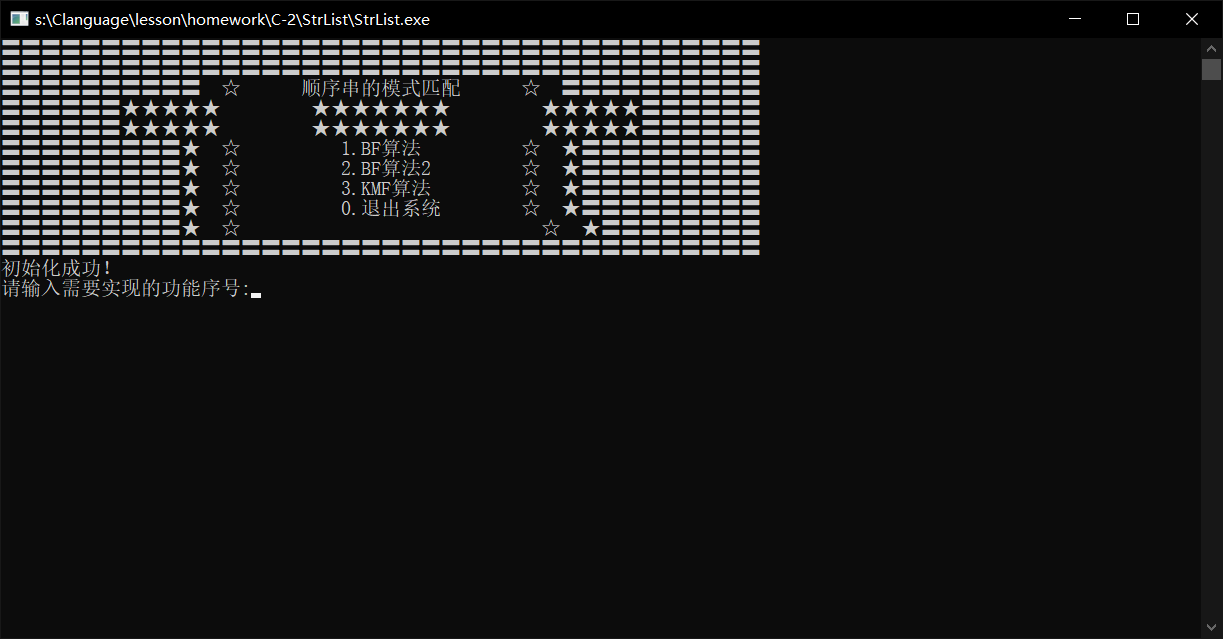 s:\Clanguage\lesson\homework\C-2\StrList\StrList.exe
☆ 顺序串的模式匹配 ☆
★★★★★ ★★★★★★★ ★★★★★
★★★★★ ★★★★★★★ ★★★★★
★ ☆ 1.BF算法 ☆ ★
★ ☆ 2.BF算法2 ☆ ★
★ ☆ 3.KMF算法 ☆ ★
★ ☆ 0.退出系统 ☆ ★
★ ☆ ☆ ★
初始化成功!
请输入需要实现的功能序号: